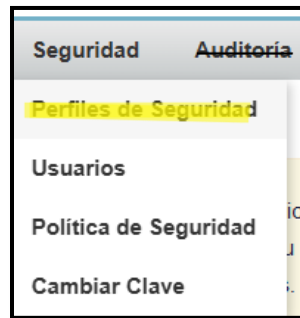 Seguridad Auditoría
Perfiles de Seguridad
Usuarios
Política de Seguridad
Cambiar Clave